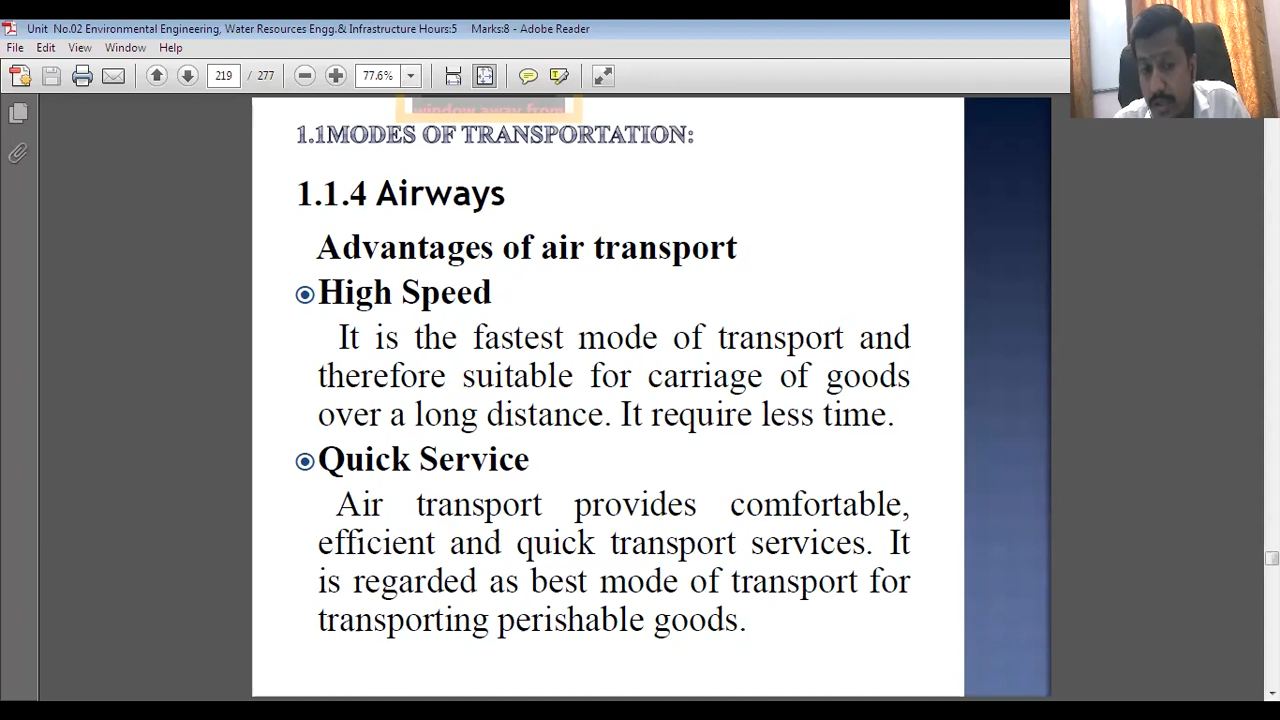 Unit No.02 Environmental Engineering, Water Resources Engg.& Infrastructure Hours:5 Marks:8 - Adobe Reader
File Edit View Window Help
219 / 277 77.6%
window away from
1.1MODES OF TRANSPORTATION:
1.1.4 Airways
Advantages of air transport
High Speed
It is the fastest mode of transport and
therefore suitable for carriage of goods
over a long distance. It require less time.
Quick Service
Air transport provides comfortable,
efficient and quick transport services. It
is regarded as best mode of transport for
transporting perishable goods.